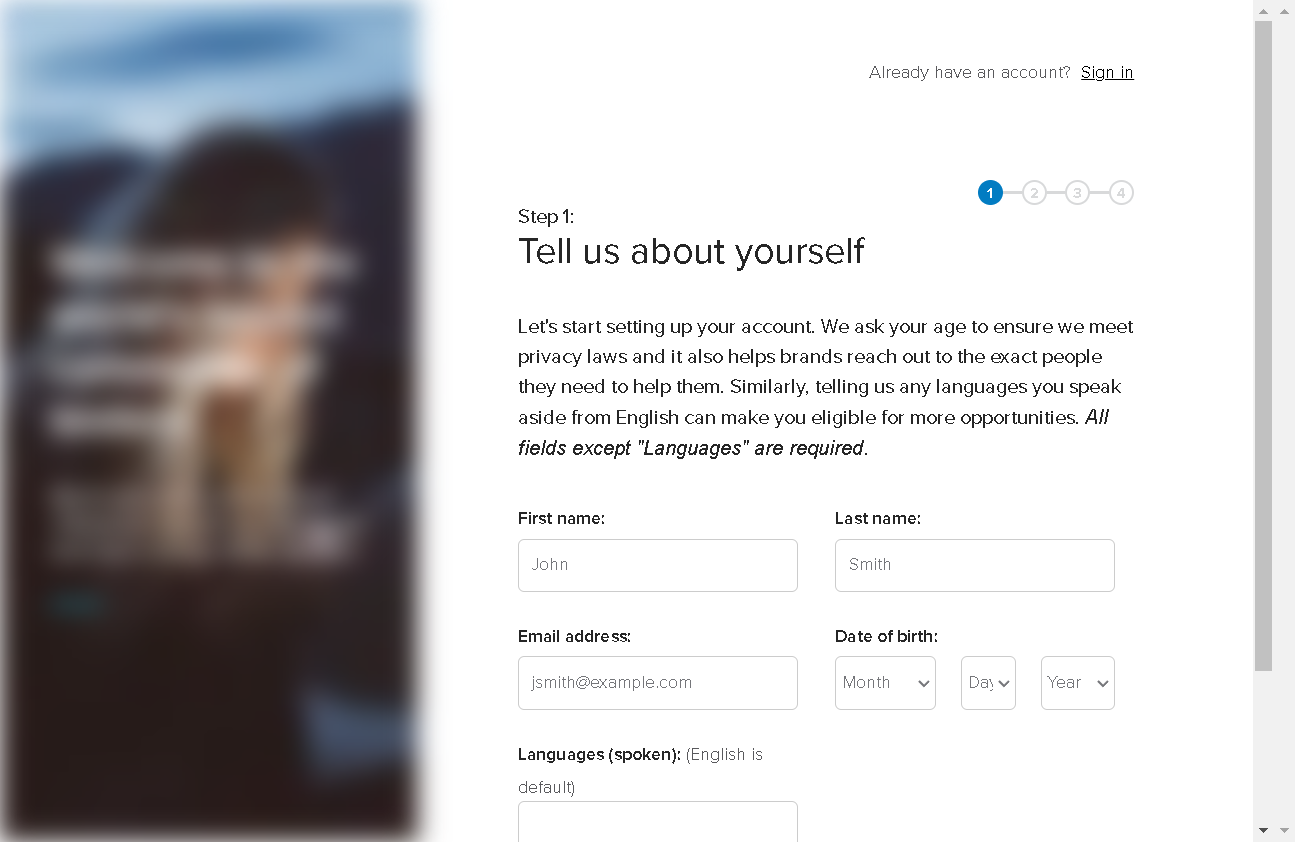 Already have an account? Sign in
1 2 3 4
Step 1:
Tell us about yourself
Let's start setting up your account. We ask your age to ensure we meet
privacy laws and it also helps brands reach out to the exact people
they need to help them. Similarly, telling us any languages you speak
aside from English can make you eligible for more opportunities. All
fields except "Languages" are required.
First name: Last name:
John Smith
Email address: Date of birth:
jsmith@example.com Month Day Year
Languages (spoken): (English is
default)